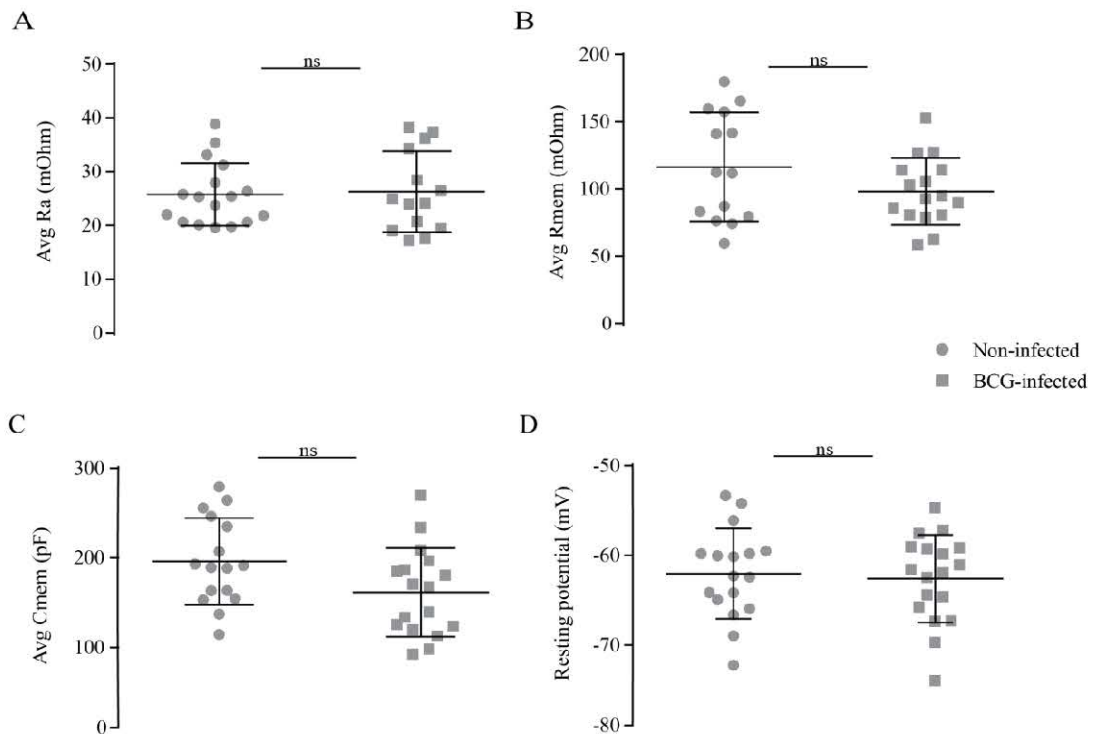 A
ns
50
40
30
20
10
0
Avg Ra (mOhm)
B
ns
200
150
100
50
0
Avg Rmem (mOhm)
Non-infected
BCG-infected
C
ns
300
200
100
0
Avg Cmem (pF)
D
ns
-50
-60
-70
-80
Resting potential (mV)